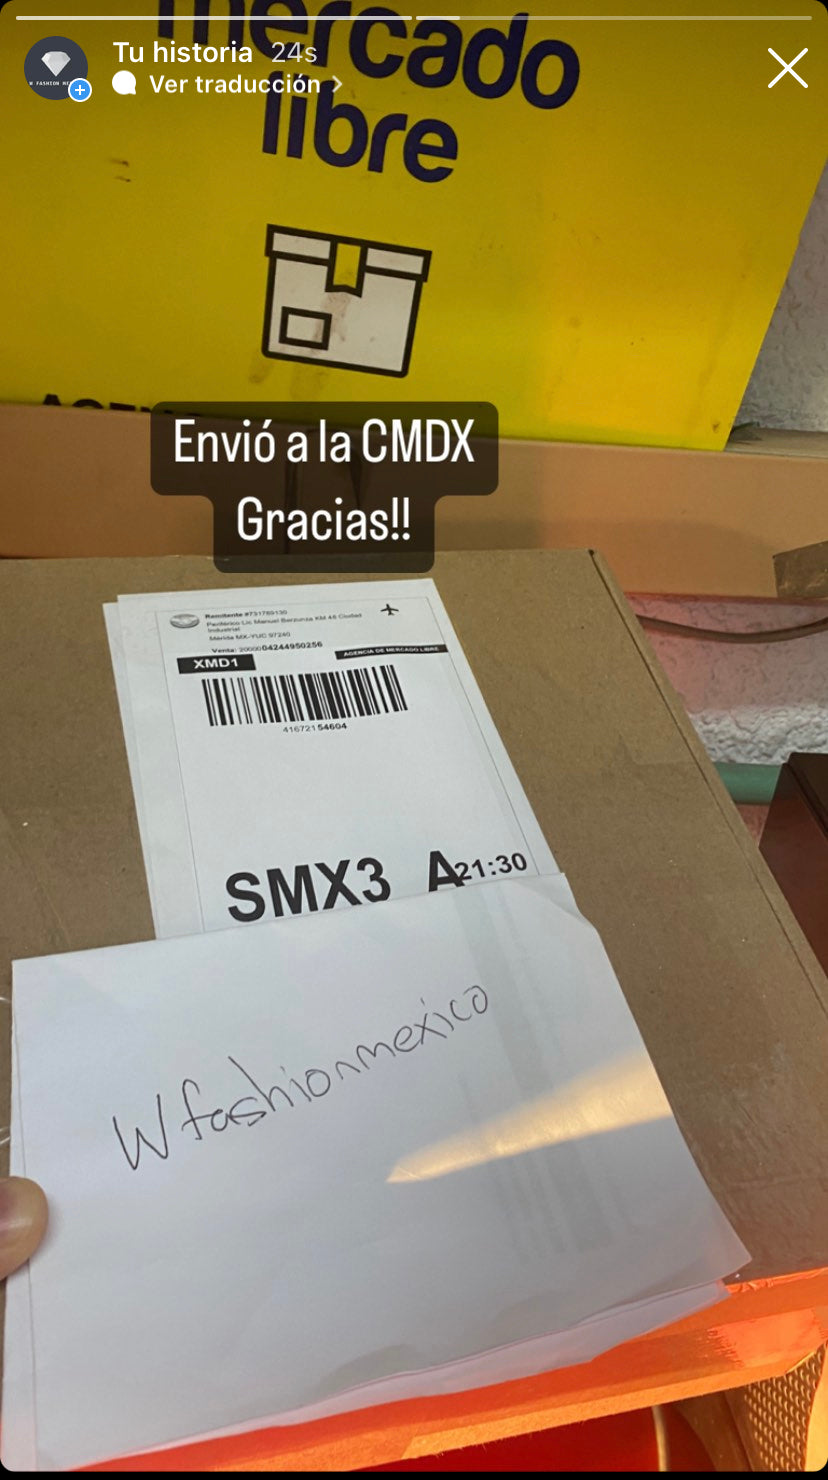 mercado
libre
Tu historia 24s
Ver traducción
Envió a la CMDX
Gracias!!
Remitente #731789130
Periférico Lic Manuel Berzunza KM 45 Ciudad
Industrial
Mérida MX-YUC 97240
Venta: 2000004244950256
XMD1
AGENCIA DE MERCADO LIBRE
41672154604
SMX3 A21:30
Wfashionmexico